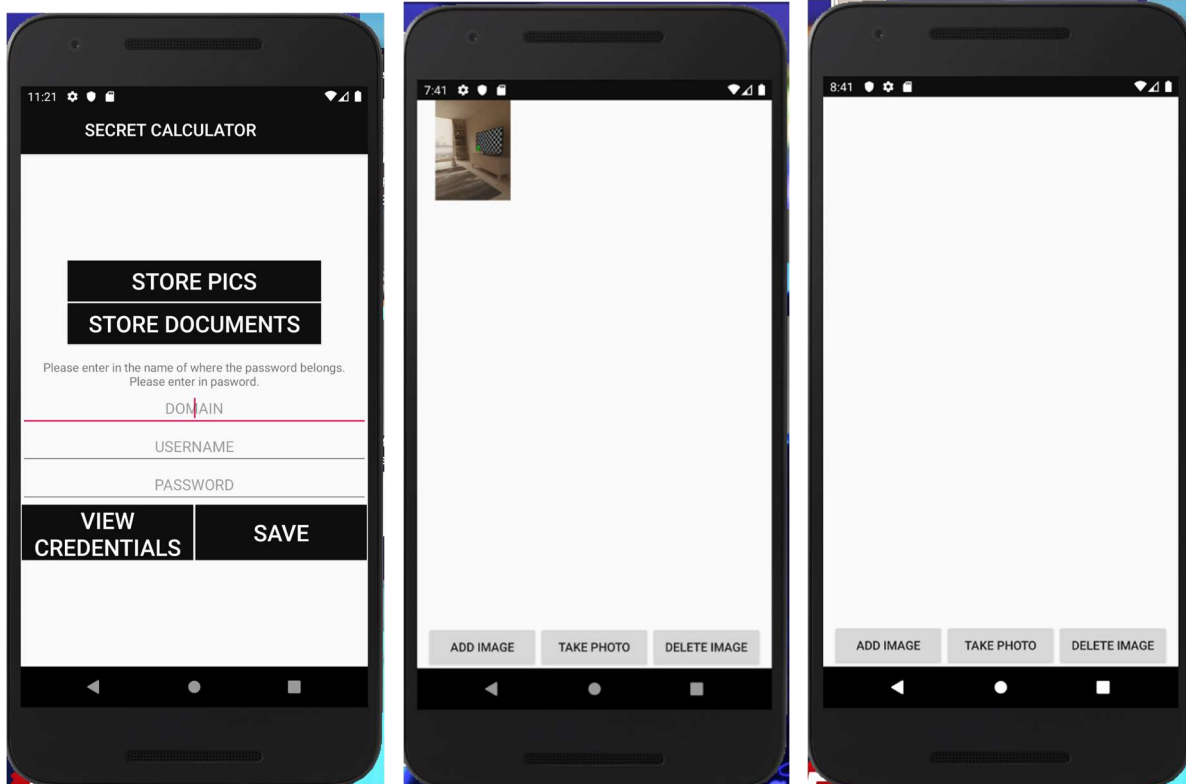 11:21
SECRET CALCULATOR
STORE PICS
STORE DOCUMENTS
Please enter in the name of where the password belongs.
Please enter in pasword.
DOMAIN
USERNAME
PASSWORD
VIEW
CREDENTIALS
SAVE
7:41
ADD IMAGE
TAKE PHOTO
DELETE IMAGE
8:41
ADD IMAGE
TAKE PHOTO
DELETE IMAGE